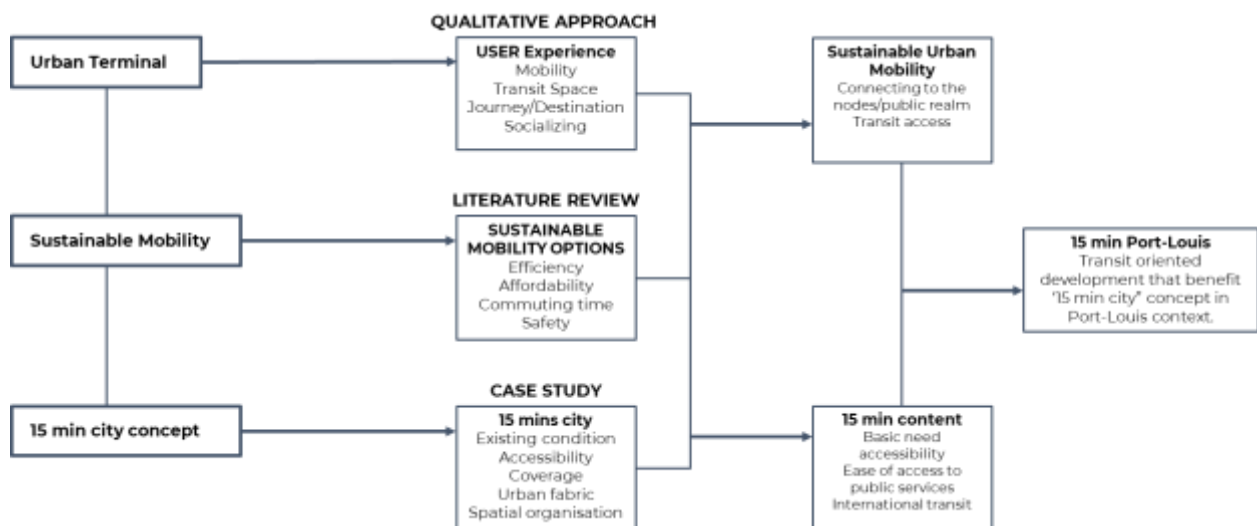 QUALITATIVE APPROACH
Urban Terminal
USER Experience
Mobility
Transit Space
Journey/Destination
Socializing
Sustainable Urban
Mobility
Connecting to the
nodes/public realm
Transit access
LITERATURE REVIEW
Sustainable Mobility
SUSTAINABLE
MOBILITY OPTIONS
Efficiency
Affordability
Commuting time
Safety
15 min Port-Louis
Transit oriented
development that benefit
‘15 min city” concept in
Port-Louis context.
CASE STUDY
15 min city concept
15 mins city
Existing condition
Accessibility
Coverage
Urban fabric
Spatial organisation
15 min content
Basic need
accessibility
Ease of access to
public services
International transit